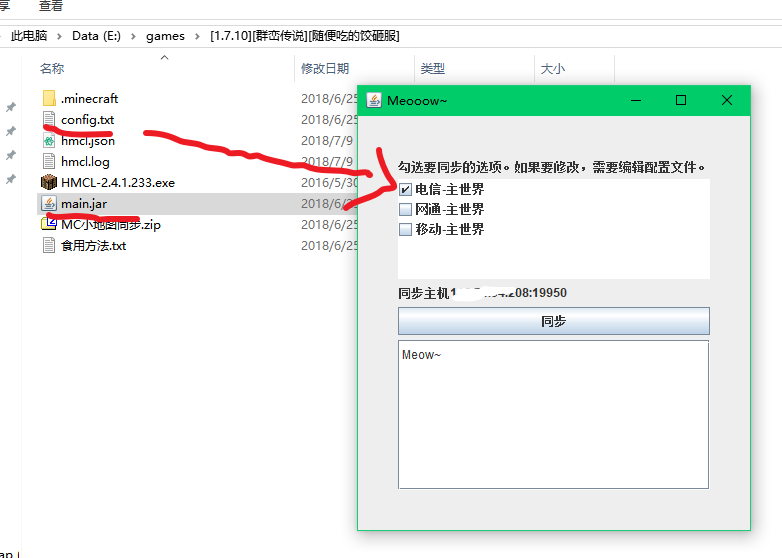 查看
此电脑 › Data (E:) › games › [1.7.10][群峦传说][随便吃的饺砸服]
名称 修改日期 类型 大小
.minecraft 2018/6/25
config.txt 2018/6/25
hmcl.json 2018/7/9
hmcl.log 2018/7/9
HMCL-2.4.1.233.exe 2016/5/30
main.jar 2018/6/2
MC小地图同步.zip 2018/6/25
食用方法.txt 2018/6/25
Meooow~
勾选要同步的选项。如果要修改，需要编辑配置文件。
电信-主世界
网通-主世界
移动-主世界
同步主机1 208:19950
同步
Meow~